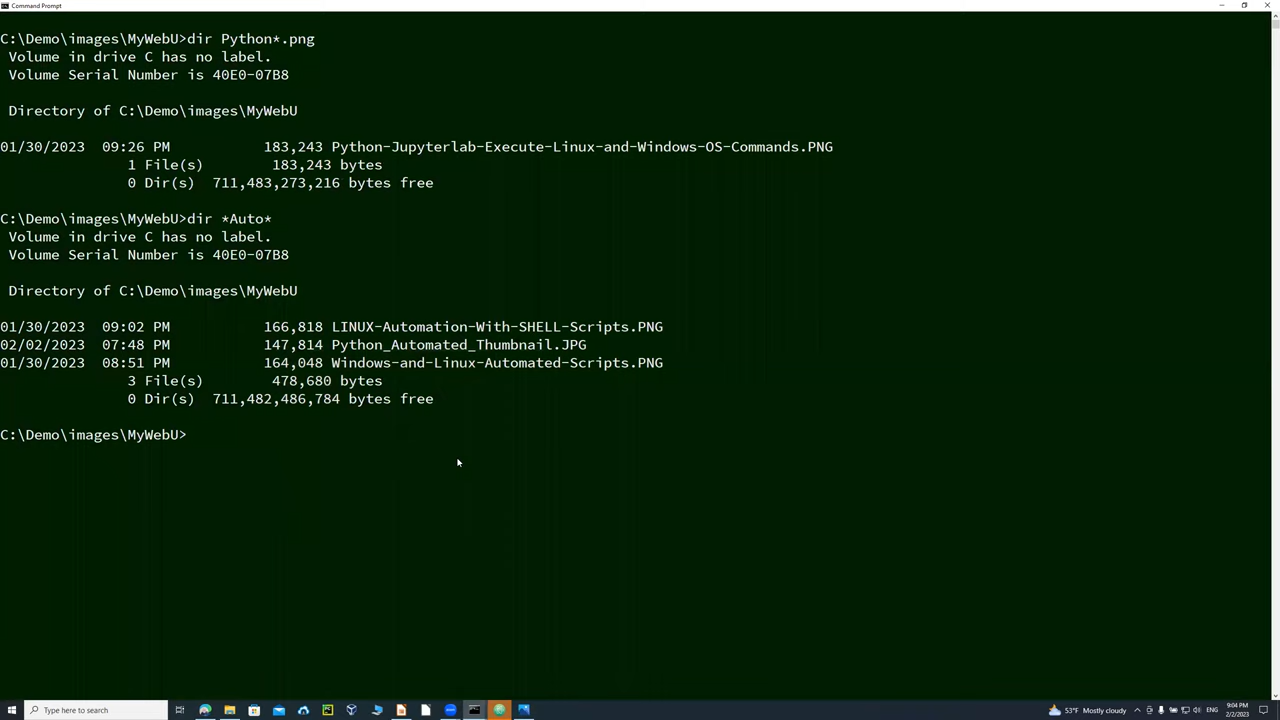 Command Prompt
C:\Demo\images\MyWebU>dir Python*.png
Volume in drive C has no label.
Volume Serial Number is 40E0-07B8
Directory of C:\Demo\images\MyWebU
01/30/2023  09:26 PM           183,243 Python-Jupyterlab-Execute-Linux-and-Windows-OS-Commands.PNG
1 File(s)        183,243 bytes
0 Dir(s)  711,483,273,216 bytes free
C:\Demo\images\MyWebU>dir *Auto*
Volume in drive C has no label.
Volume Serial Number is 40E0-07B8
Directory of C:\Demo\images\MyWebU
01/30/2023  09:02 PM           166,818 LINUX-Automation-With-SHELL-Scripts.PNG
02/02/2023  07:48 PM           147,814 Python_Automated_Thumbnail.JPG
01/30/2023  08:51 PM           164,048 Windows-and-Linux-Automated-Scripts.PNG
3 File(s)        478,680 bytes
0 Dir(s)  711,482,486,784 bytes free
C:\Demo\images\MyWebU>
Type here to search
53°F Mostly cloudy
ENG
9:04 PM
2/2/2023